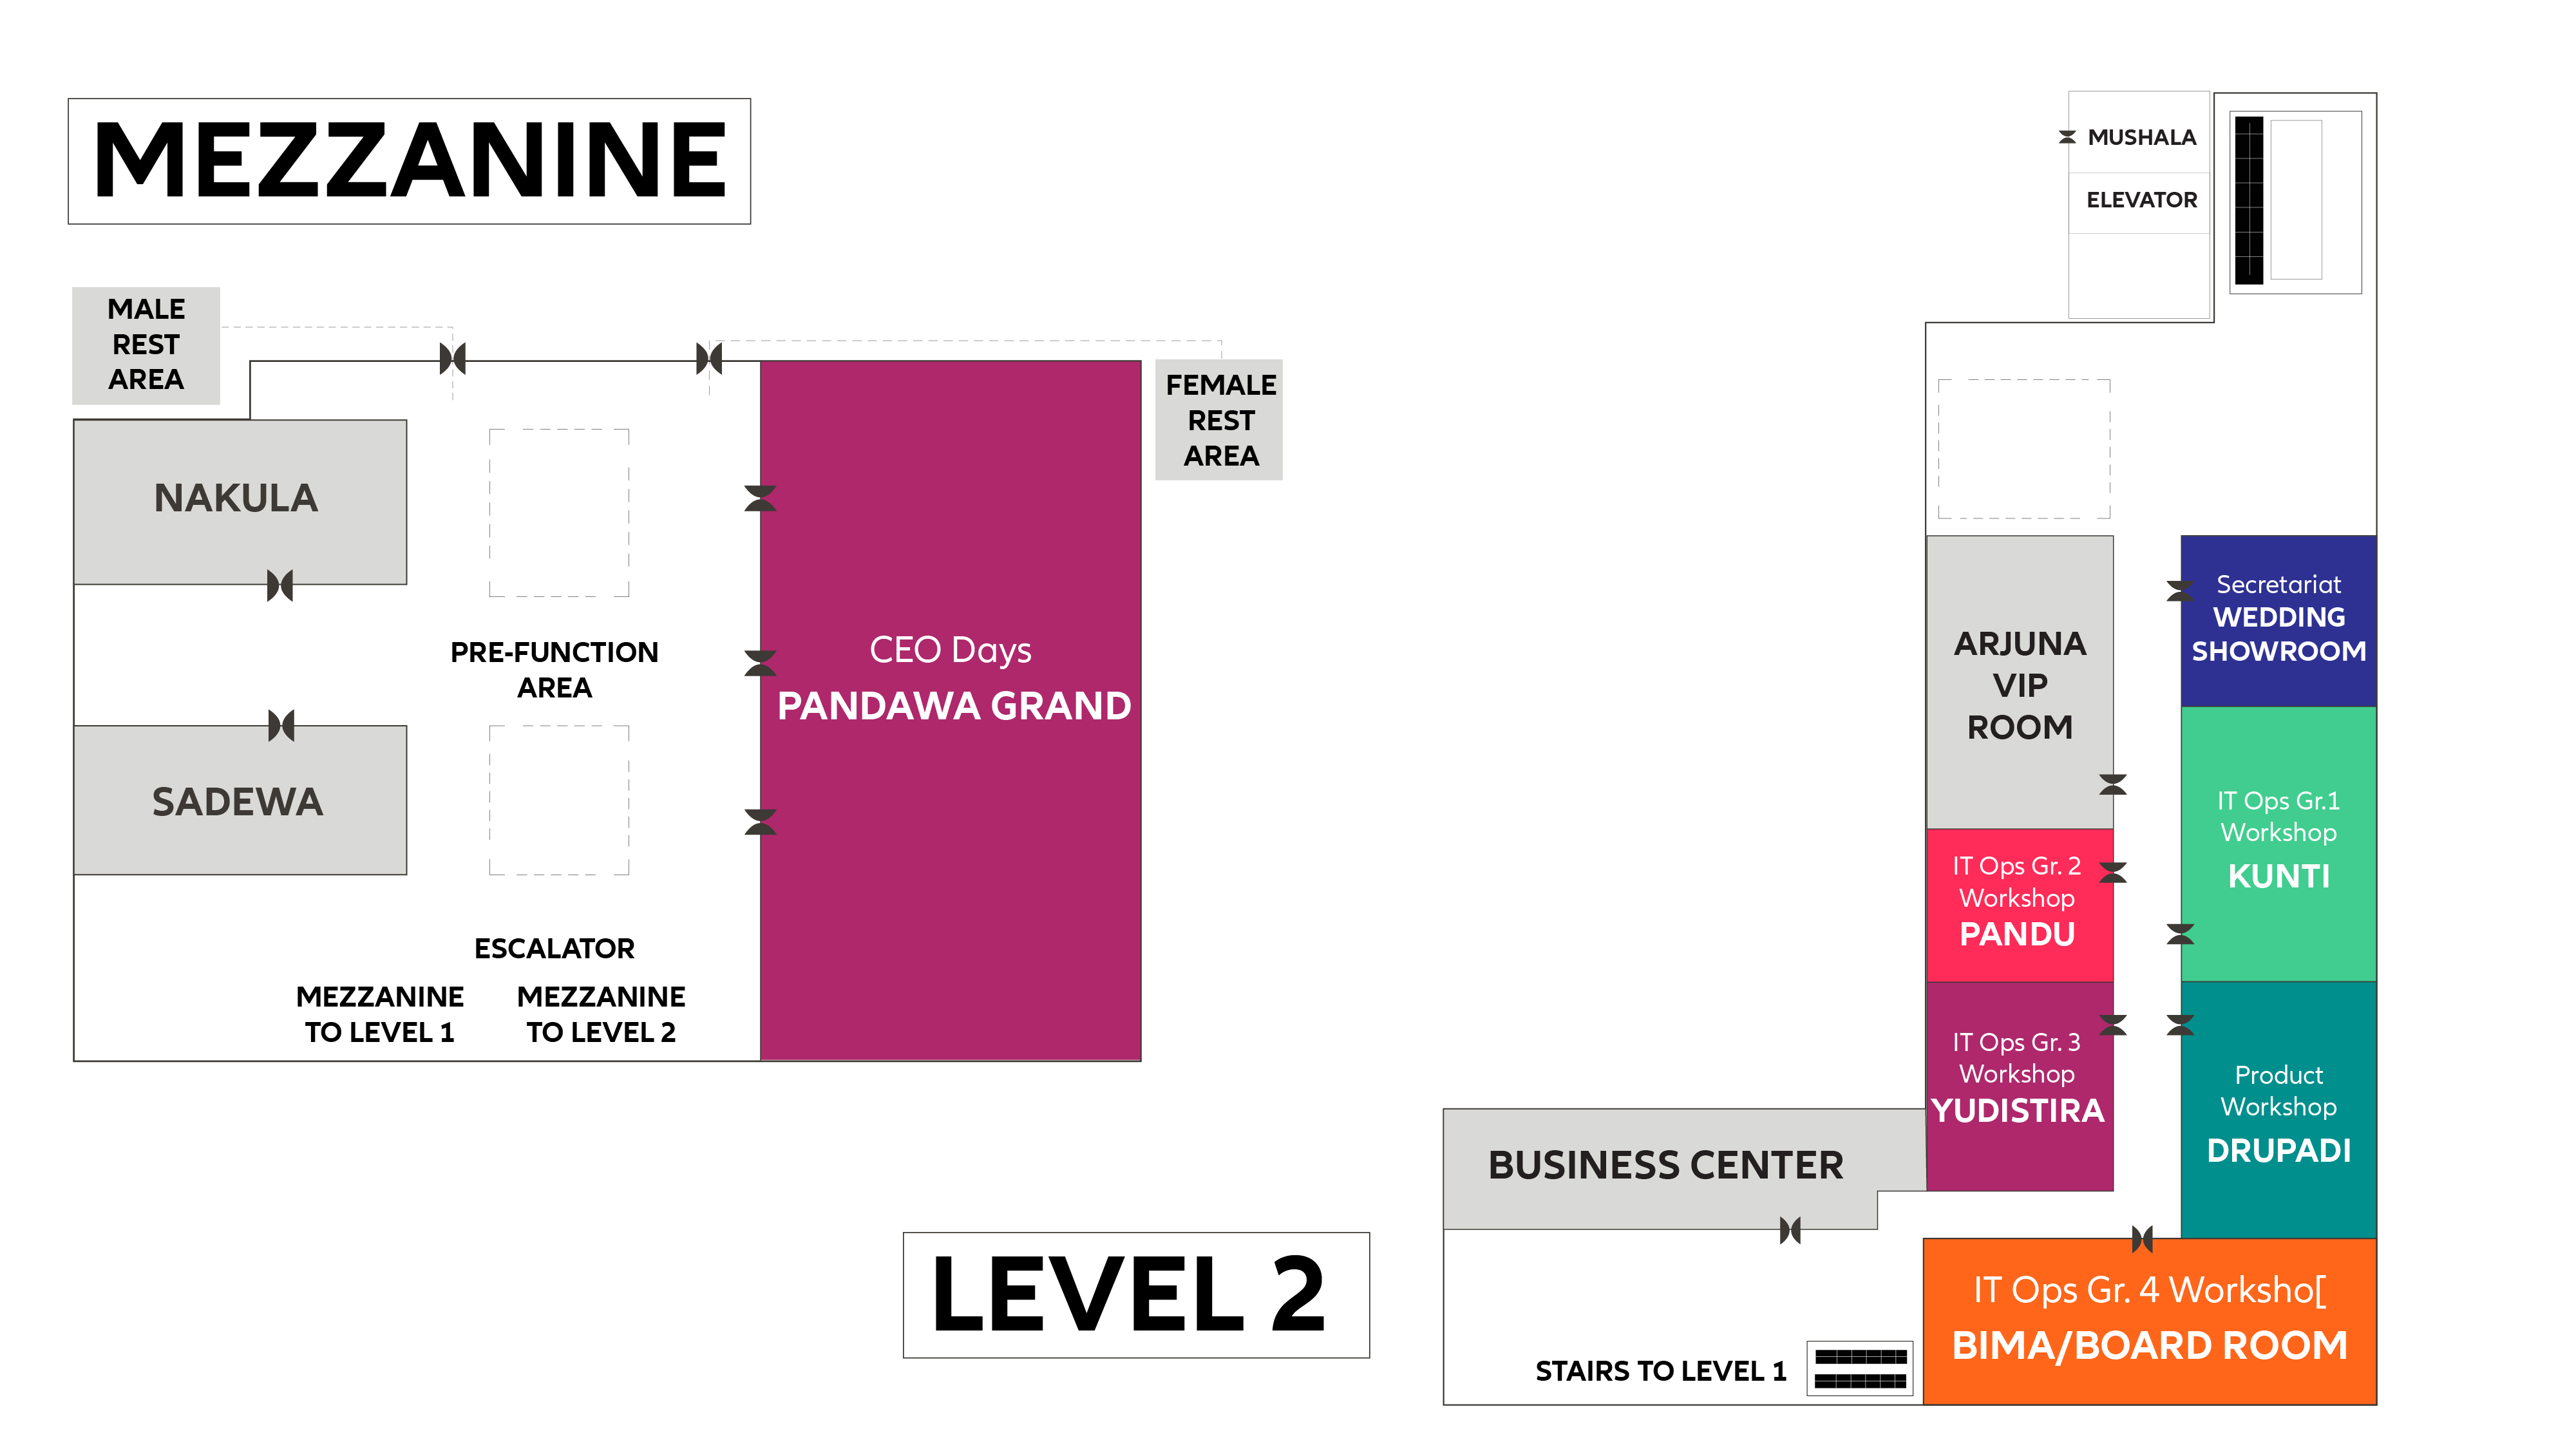 MEZZANINE
MALE
REST
AREA
FEMALE
REST
AREA
NAKULA
PRE-FUNCTION
AREA
CEO Days
PANDAWA GRAND
SADEWA
ESCALATOR
MEZZANINE
TO LEVEL 1
MEZZANINE
TO LEVEL 2
LEVEL 2
MUSHALA
ELEVATOR
ARJUNA
VIP
ROOM
Secretariat
WEDDING
SHOWROOM
IT Ops Gr.1
Workshop
KUNTI
IT Ops Gr. 2
Workshop
PANDU
IT Ops Gr. 3
Workshop
YUDISTIRA
Product
Workshop
DRUPADI
BUSINESS CENTER
IT Ops Gr. 4 Worksho[
BIMA/BOARD ROOM
STAIRS TO LEVEL 1